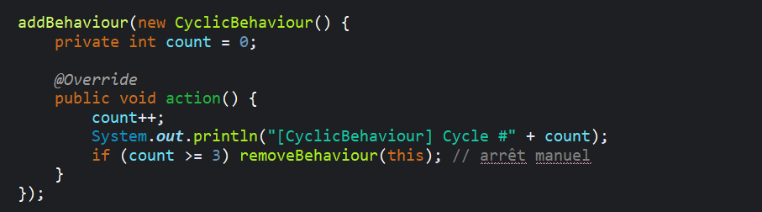 addBehaviour(new CyclicBehaviour() {
    private int count = 0;

    @Override
    public void action() {
        count++;
        System.out.println("[CyclicBehaviour] Cycle #" + count);
        if (count >= 3) removeBehaviour(this); // arrêt manuel
    }
});